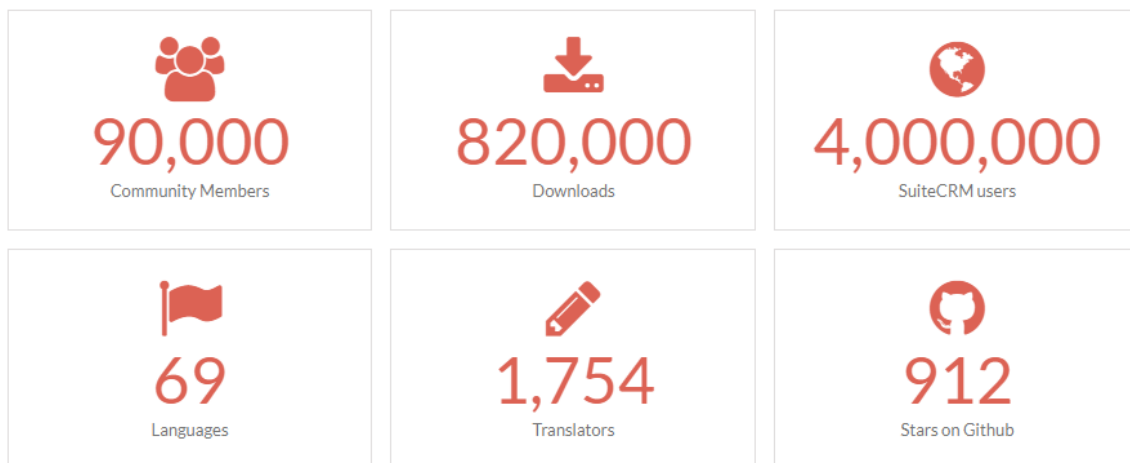 90,000
Community Members
820,000
Downloads
4,000,000
SuiteCRM users
69
Languages
1,754
Translators
912
Stars on Github